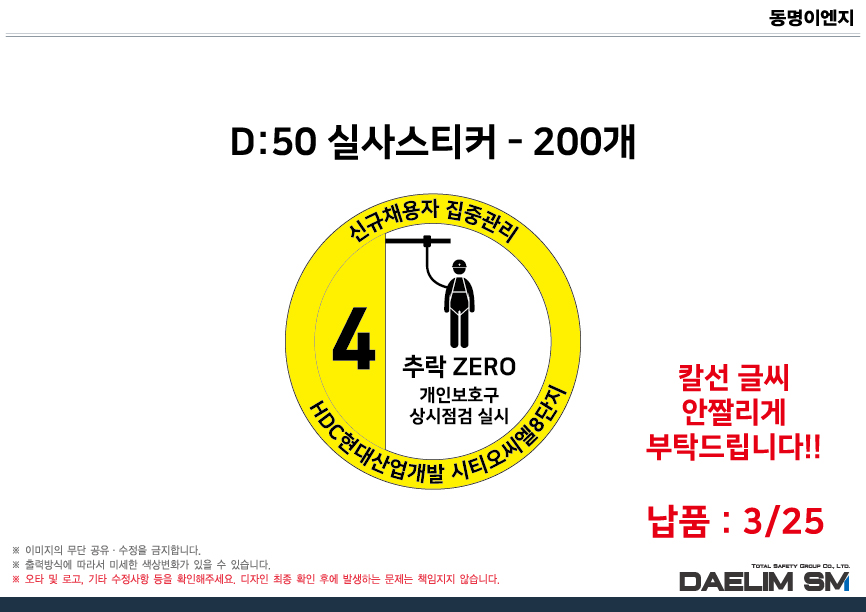 동명이엔지
D:50 실사스티커 - 200개
신규채용자 집중관리
4
추락 ZERO
개인보호구
상시점검 실시
HDC현대산업개발 시티오씨엘8단지
칼선 글씨
안짤리게
부탁드립니다!!
납품 : 3/25
※ 이미지의 무단 공유 · 수정을 금지합니다.
※ 출력방식에 따라서 미세한 색상변화가 있을 수 있습니다.
※ 오타 및 로고, 기타 수정사항 등을 확인해주세요. 디자인 최종 확인 후에 발생하는 문제는 책임지지 않습니다.
Total Safety Group Co., Ltd.
DAELIM SM